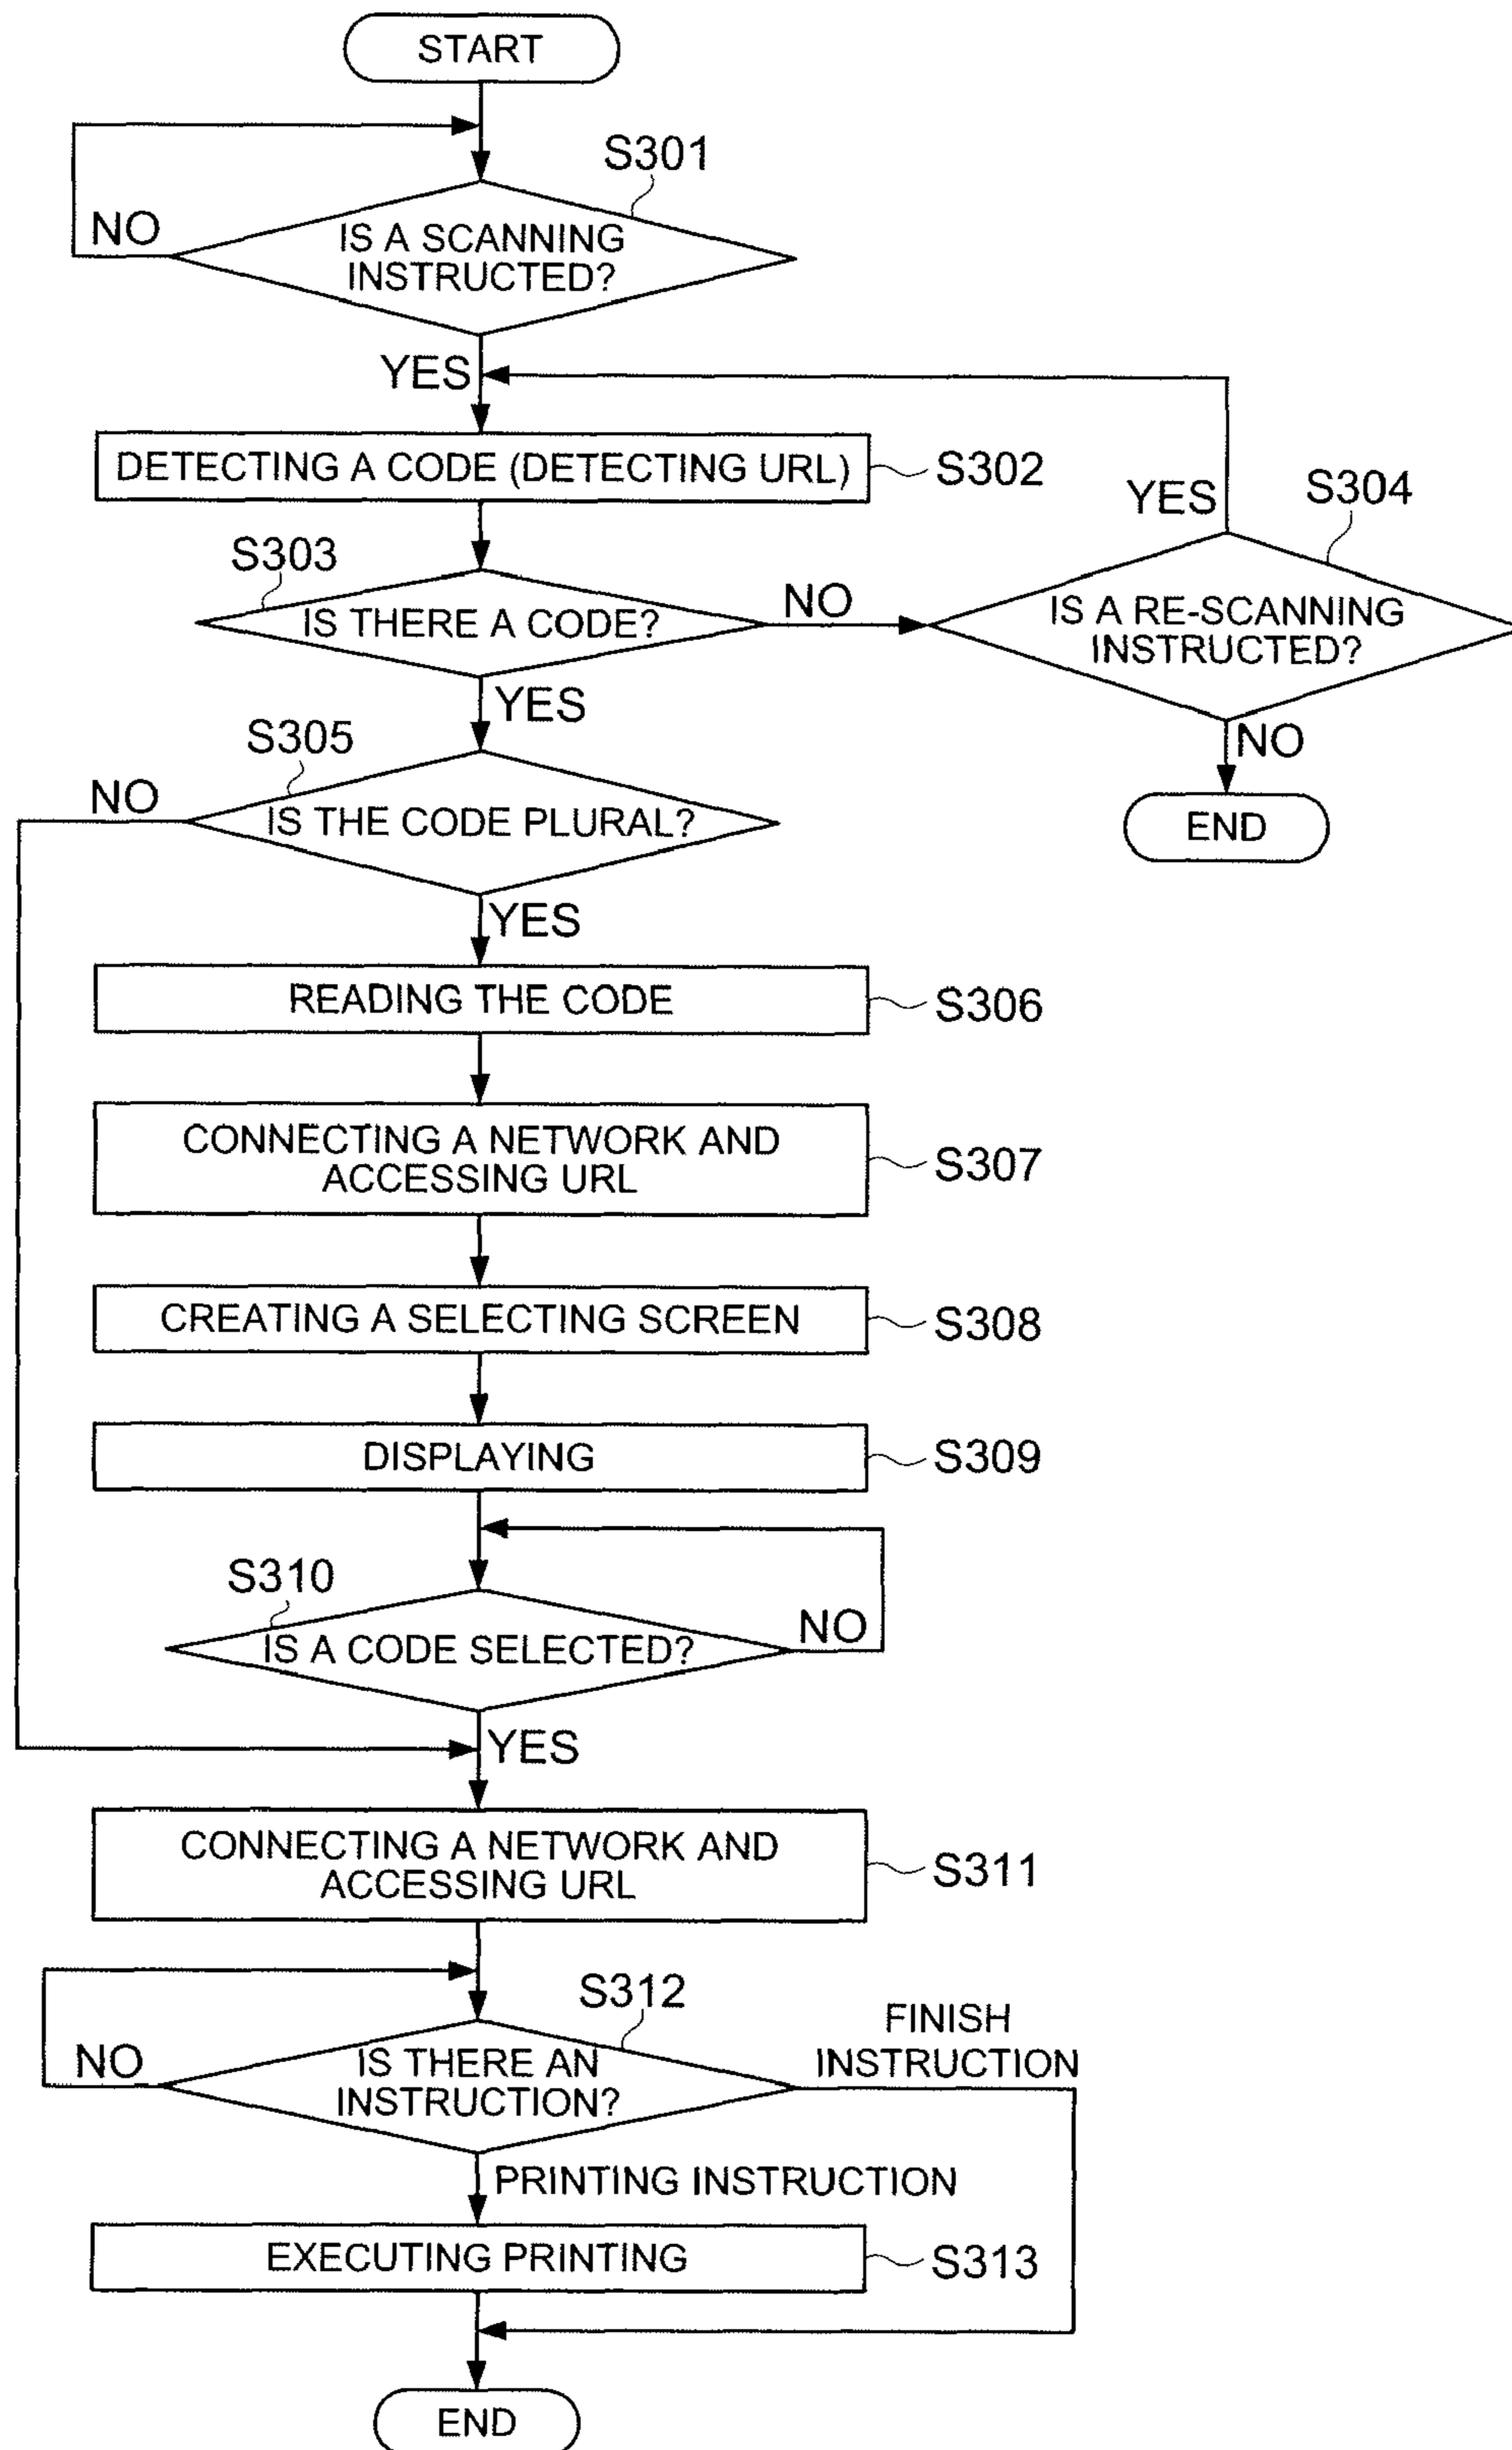 START
S301
NO
IS A SCANNING
INSTRUCTED?
YES
DETECTING A CODE (DETECTING URL)
S302
S303
IS THERE A CODE?
NO
YES
S304
IS A RE-SCANNING
INSTRUCTED?
NO
END
YES
S305
NO
IS THE CODE PLURAL?
YES
READING THE CODE
S306
CONNECTING A NETWORK AND
ACCESSING URL
S307
CREATING A SELECTING SCREEN
S308
DISPLAYING
S309
S310
IS A CODE SELECTED?
NO
YES
CONNECTING A NETWORK AND
ACCESSING URL
S311
S312
NO
IS THERE AN
INSTRUCTION?
FINISH
INSTRUCTION
PRINTING INSTRUCTION
EXECUTING PRINTING
S313
END